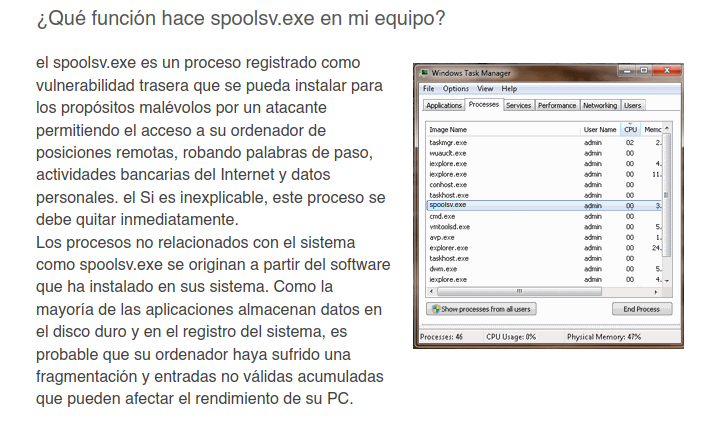 ¿Qué función hace spoolsv.exe en mi equipo?
el spoolsv.exe es un proceso registrado como
vulnerabilidad trasera que se pueda instalar para
los propósitos malévolos por un atacante
permitiendo el acceso a su ordenador de
posiciones remotas, robando palabras de paso,
actividades bancarias del Internet y datos
personales. el Si es inexplicable, este proceso se
debe quitar inmediatamente.
Los procesos no relacionados con el sistema
como spoolsv.exe se originan a partir del software
que ha instalado en sus sistema. Como la
mayoría de las aplicaciones almacenan datos en
el disco duro y en el registro del sistema, es
probable que su ordenador haya sufrido una
fragmentación y entradas no válidas acumuladas
que pueden afectar el rendimiento de su PC.
Windows Task Manager
File Options View Help
Applications Processes Services Performance Networking Users
Image Name User Name CPU Memc
taskmgr.exe admin 02 2.
wuauclt.exe admin 00
iexplore.exe admin 00 4.
iexplore.exe admin 00 11.
conhost.exe admin 00
taskhost.exe admin 00
spoolsv.exe admin 00 3.
cmd.exe admin 00
vmtoolsd.exe admin 00 5.
avp.exe admin 00 1.
explorer.exe admin 00 24.
taskhost.exe admin 00
dwm.exe admin 00 5.
iexplore.exe admin 00 4.
Show processes from all users End Process
Processes: 46 CPU Usage: 0% Physical Memory: 47%